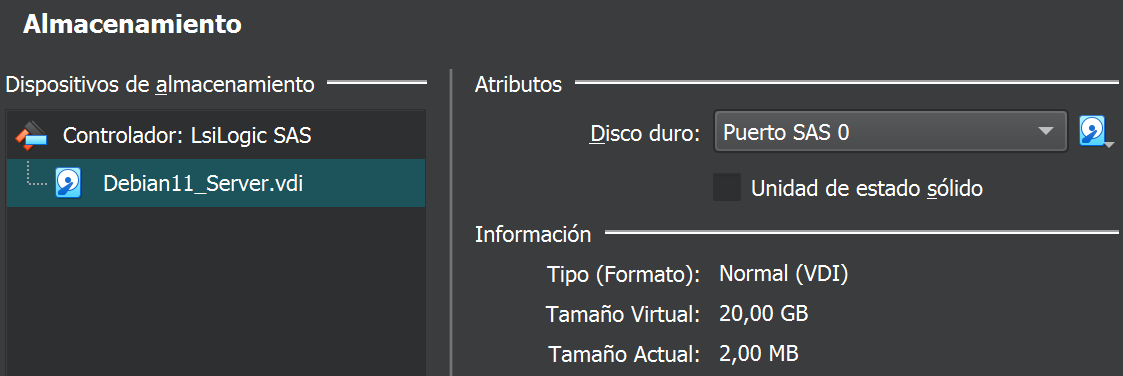 Almacenamiento
Dispositivos de almacenamiento
Controlador: LsiLogic SAS
Debian11_Server.vdi
Atributos
Disco duro: Puerto SAS 0
Unidad de estado sólido
Información
Tipo (Formato): Normal (VDI)
Tamaño Virtual: 20,00 GB
Tamaño Actual: 2,00 MB